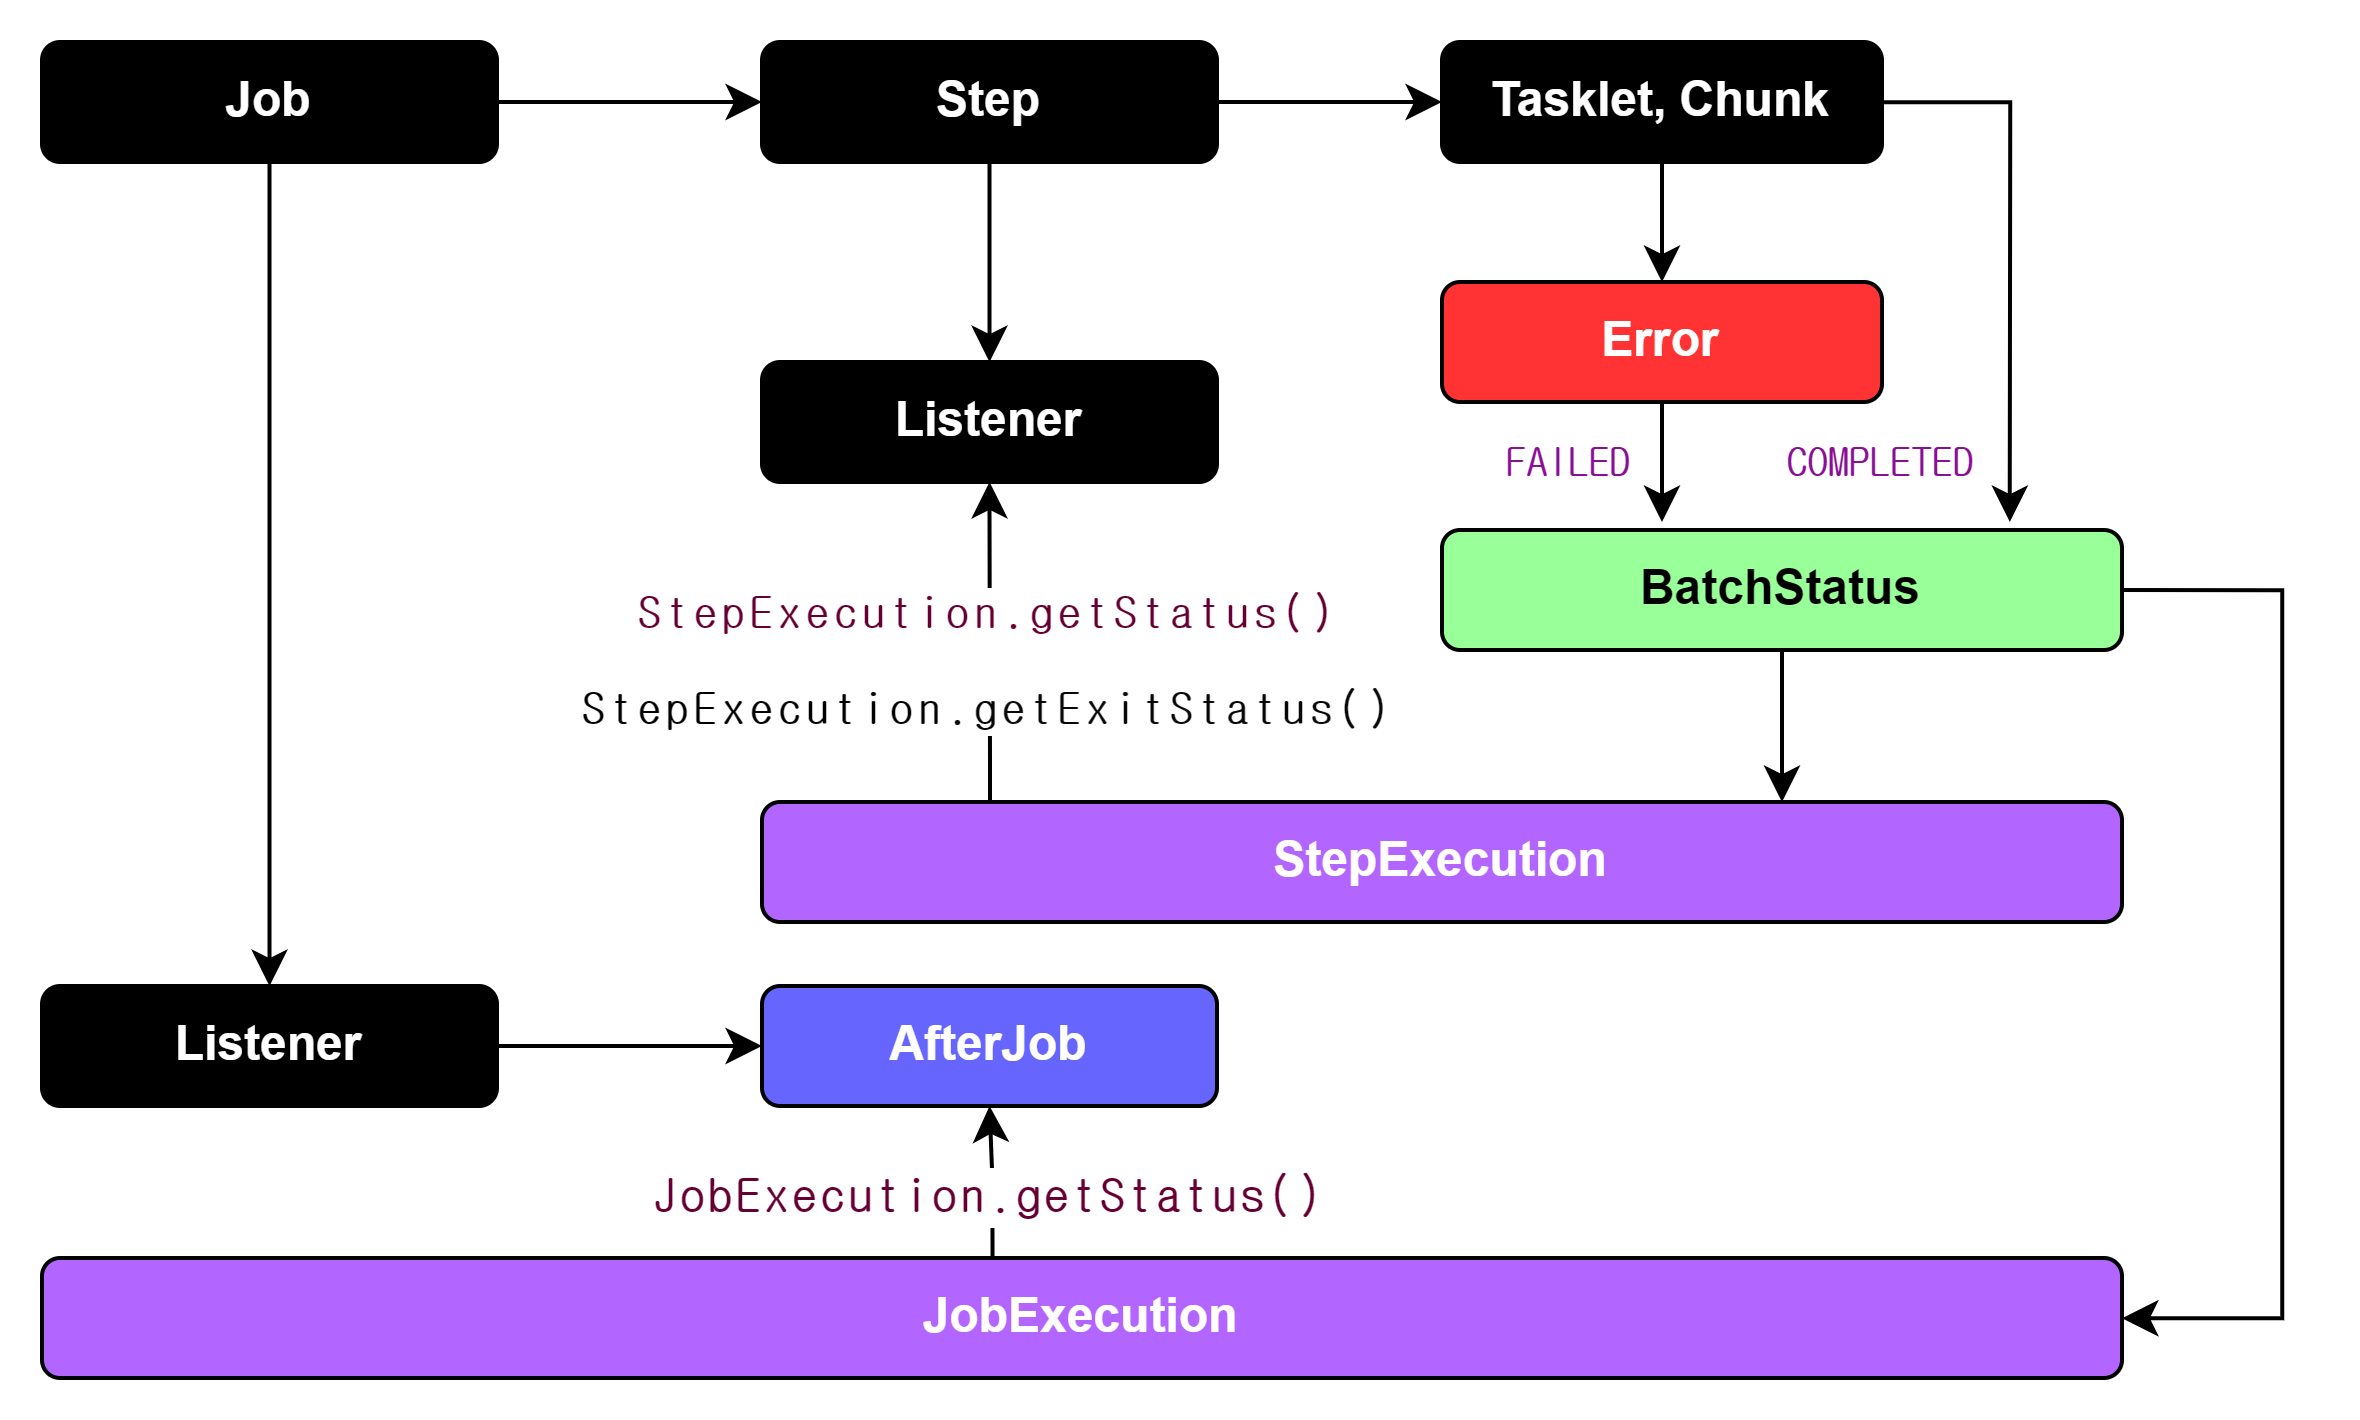 Job
Step
Tasklet, Chunk
Error
Listener
FAILED
COMPLETED
BatchStatus
StepExecution.getStatus()
StepExecution.getExitStatus()
StepExecution
Listener
AfterJob
JobExecution.getStatus()
JobExecution